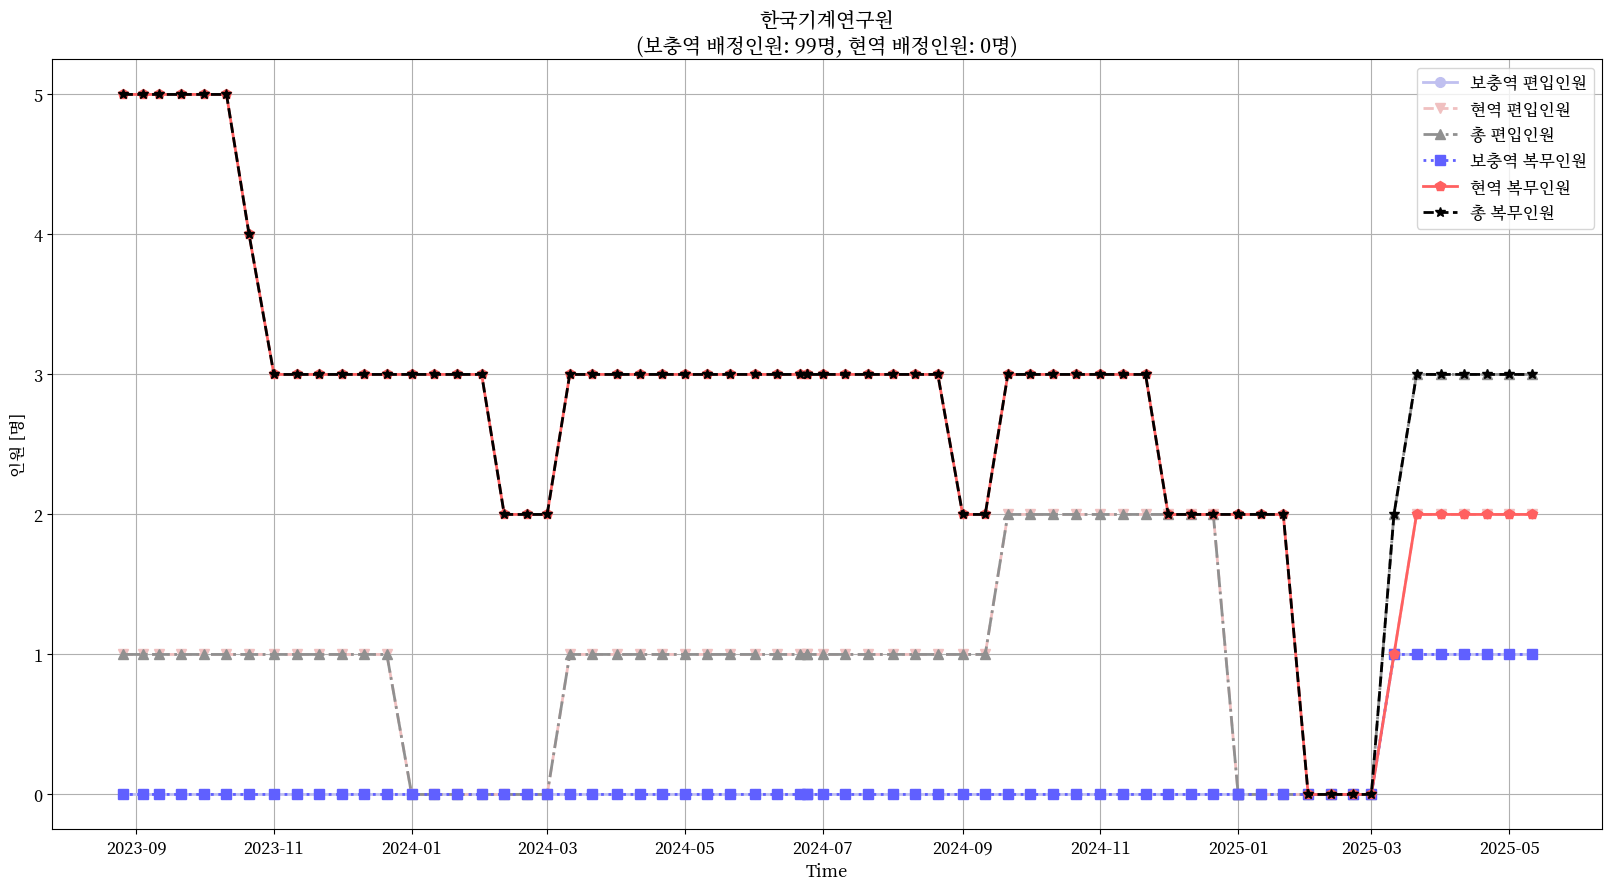 한국기계연구원
(보충역 배정인원: 99명, 현역 배정인원: 0명)
보충역 편입인원
현역 편입인원
총 편입인원
보충역 복무인원
현역 복무인원
총 복무인원
인원 [명]
5
4
3
2
1
0
2023-09 2023-11 2024-01 2024-03 2024-05 2024-07 2024-09 2024-11 2025-01 2025-03 2025-05
Time